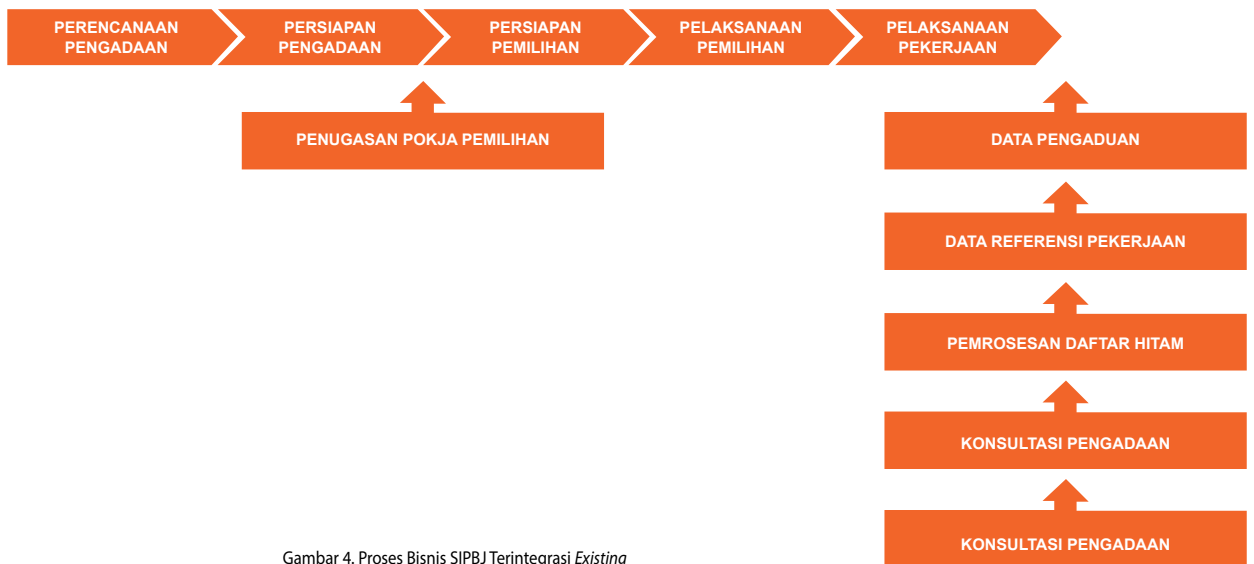 PERENCANAAN
PENGADAAN
PERSIAPAN
PENGADAAN
PERSIAPAN
PEMILIHAN
PELAKSANAAN
PEMILIHAN
PELAKSANAAN
PEKERJAAN
PENUGASAN POKJA PEMILIHAN
DATA PENGADUAN
DATA REFERENSI PEKERJAAN
PEMROSESAN DAFTAR HITAM
KONSULTASI PENGADAAN
KONSULTASI PENGADAAN
Gambar 4. Proses Bisnis SIPBJ Terintegrasi Existing